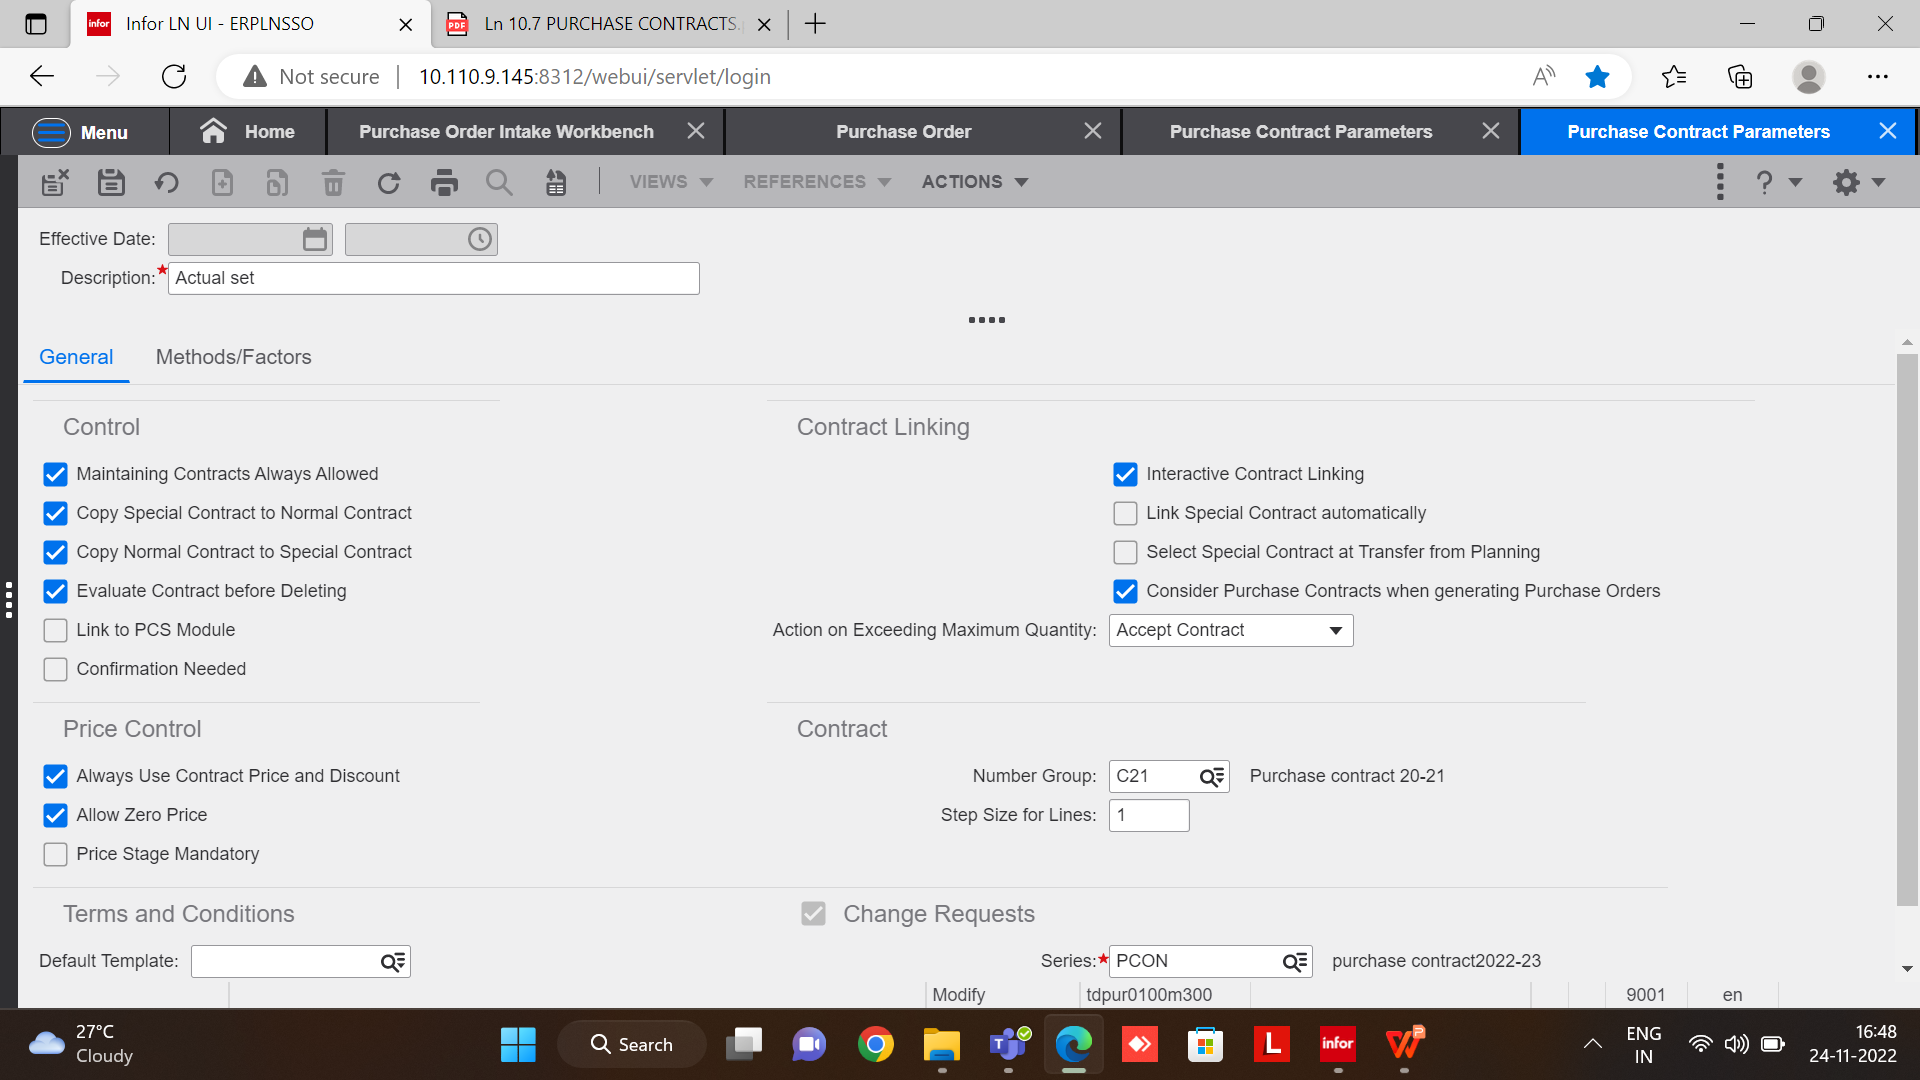 Infor LN UI - ERPLNSSO
Ln 10.7 PURCHASE CONTRACTS.
Not secure
10.110.9.145:8312/webui/servlet/login
Menu
Home
Purchase Order Intake Workbench
Purchase Order
Purchase Contract Parameters
Purchase Contract Parameters
VIEWS
REFERENCES
ACTIONS
Effective Date:
Description:* Actual set
General
Methods/Factors
Control
Maintaining Contracts Always Allowed
Copy Special Contract to Normal Contract
Copy Normal Contract to Special Contract
Evaluate Contract before Deleting
Link to PCS Module
Confirmation Needed
Contract Linking
Interactive Contract Linking
Link Special Contract automatically
Select Special Contract at Transfer from Planning
Consider Purchase Contracts when generating Purchase Orders
Action on Exceeding Maximum Quantity: Accept Contract
Price Control
Always Use Contract Price and Discount
Allow Zero Price
Price Stage Mandatory
Contract
Number Group: C21 Purchase contract 20-21
Step Size for Lines: 1
Terms and Conditions
Default Template:
Change Requests
Series:* PCON purchase contract2022-23
Modify tdpur0100m300 9001 en
27°C
Cloudy
Search
infor
ENG
IN
16:48
24-11-2022